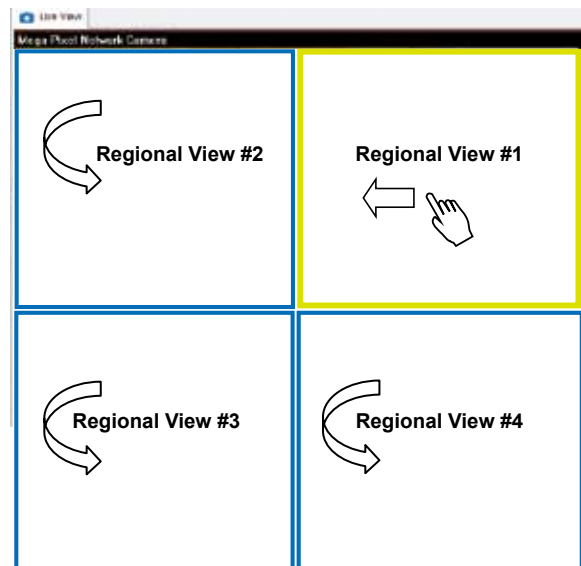 Live View
Mega Pixel Network Camera
Regional View #2
Regional View #1
Regional View #3
Regional View #4